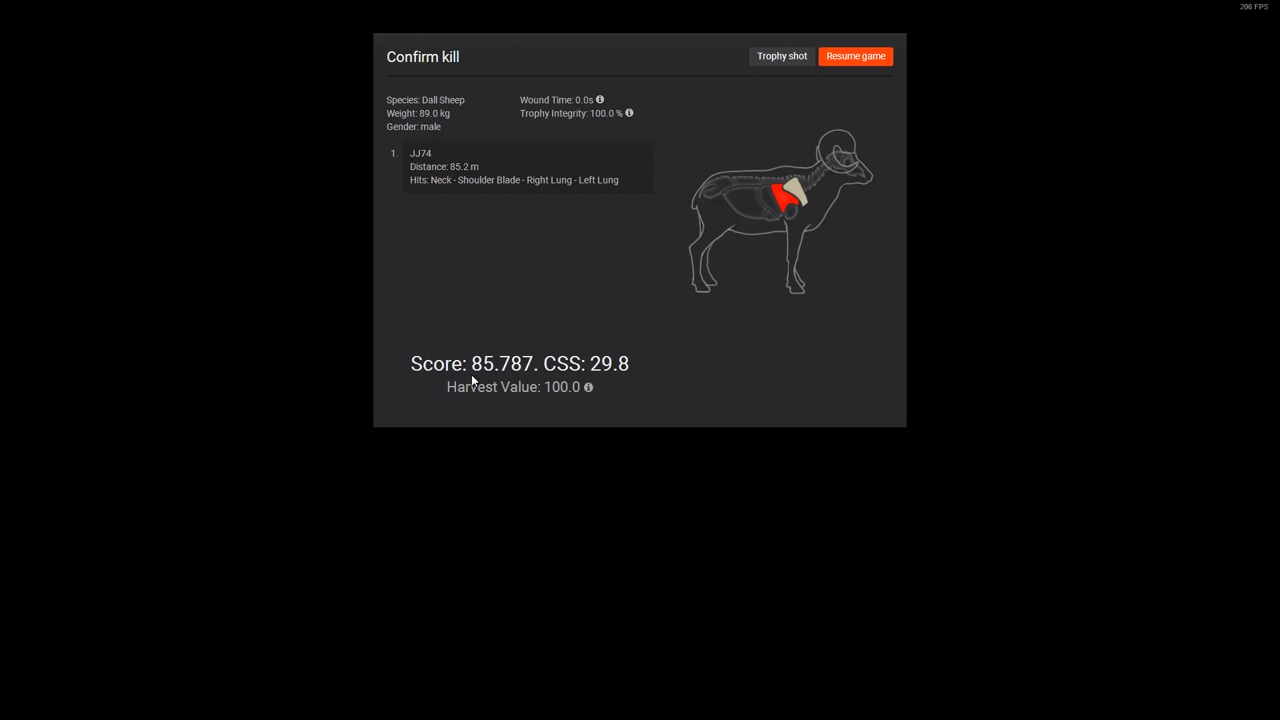 206 FPS
Confirm kill
Trophy shot
Resume game
Species: Dall Sheep
Weight: 89.0 kg
Gender: male
Wound Time: 0.0s
Trophy Integrity: 100.0 %
1. JJ74
Distance: 85.2 m
Hits: Neck - Shoulder Blade - Right Lung - Left Lung
Score: 85.787. CSS: 29.8
Harvest Value: 100.0